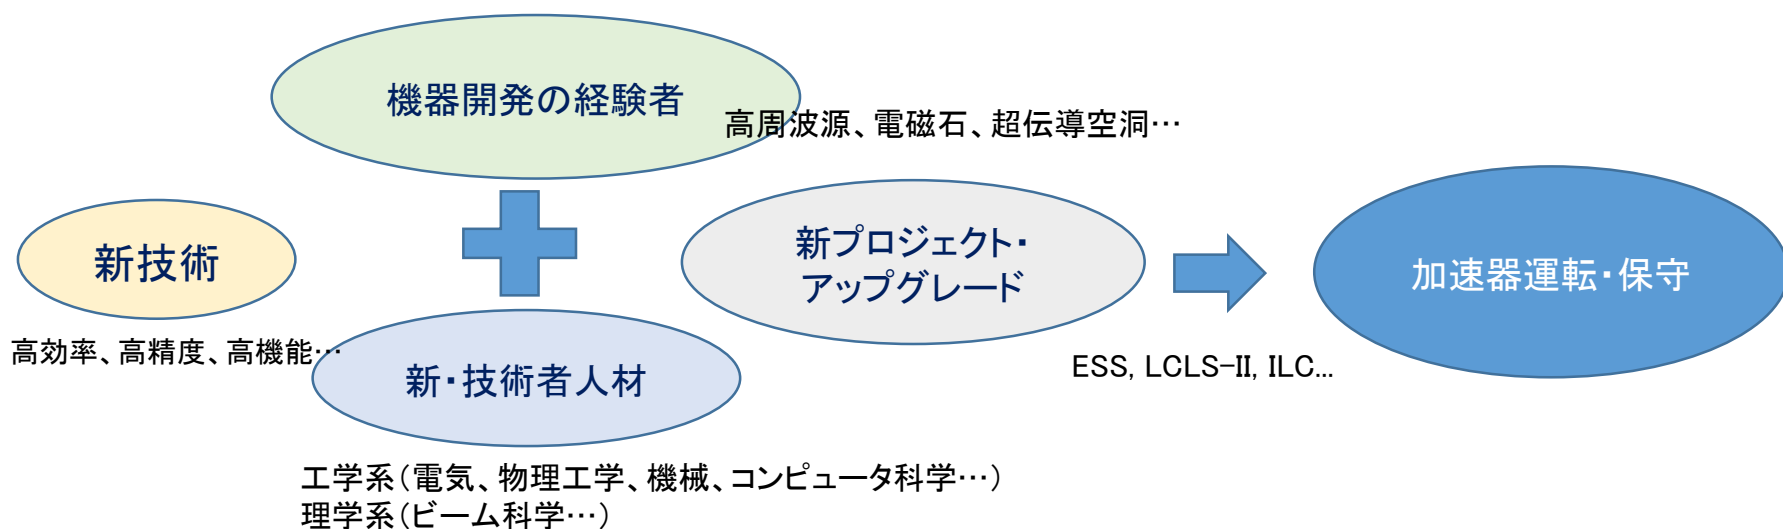 機器開発の経験者
高周波源、電磁石、超伝導空洞…
新技術
高効率、高精度、高機能…
新・技術者人材
工学系(電気、物理工学、機械、コンピュータ科学…)
理学系(ビーム科学…)
新プロジェクト・
アップグレード
ESS, LCLS-II, ILC...
加速器運転・保守